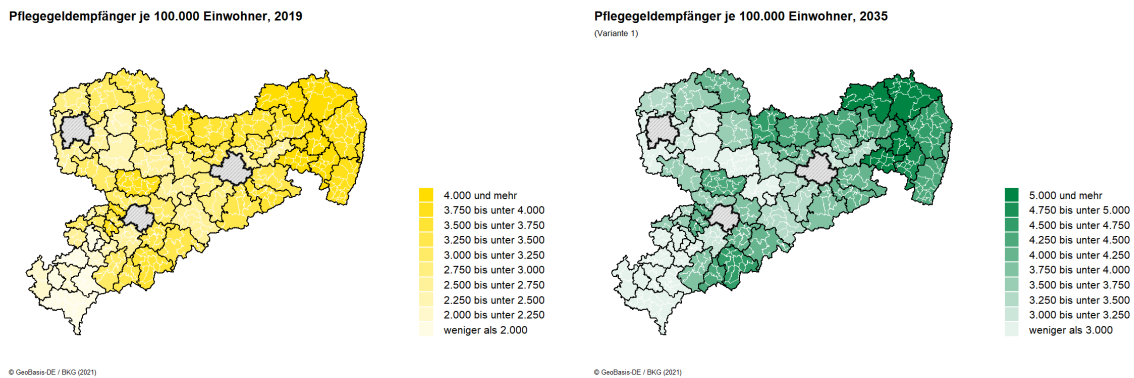 Pflegegeldempfänger je 100.000 Einwohner, 2019
4.000 und mehr
3.750 bis unter 4.000
3.500 bis unter 3.750
3.250 bis unter 3.500
3.000 bis unter 3.250
2.750 bis unter 3.000
2.500 bis unter 2.750
2.250 bis unter 2.500
2.000 bis unter 2.250
weniger als 2.000
© GeoBasis-DE / BKG (2021)
Pflegegeldempfänger je 100.000 Einwohner, 2035
(Variante 1)
5.000 und mehr
4.750 bis unter 5.000
4.500 bis unter 4.750
4.250 bis unter 4.500
4.000 bis unter 4.250
3.750 bis unter 4.000
3.500 bis unter 3.750
3.250 bis unter 3.500
3.000 bis unter 3.250
weniger als 3.000
© GeoBasis-DE / BKG (2021)